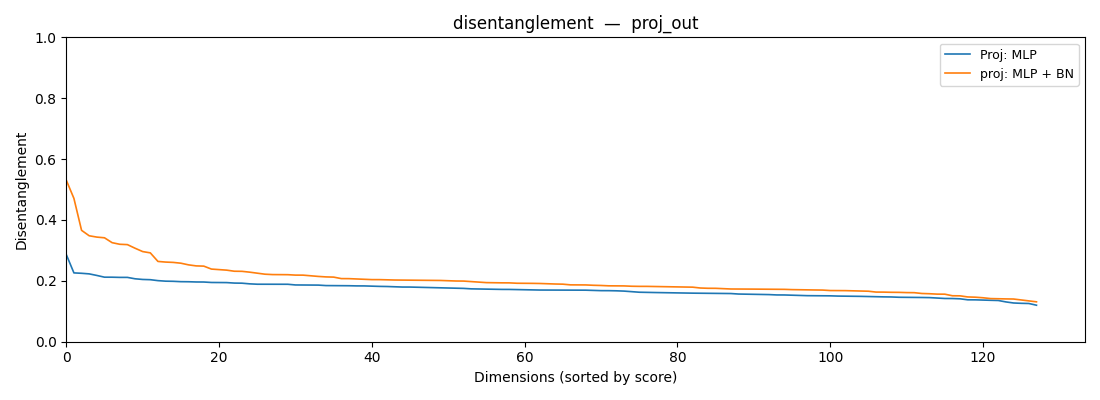 disentanglement — proj_out
1.0
0.8
0.6
0.4
0.2
0.0
Disentanglement
0 20 40 60 80 100 120
Dimensions (sorted by score)
Proj: MLP
proj: MLP + BN